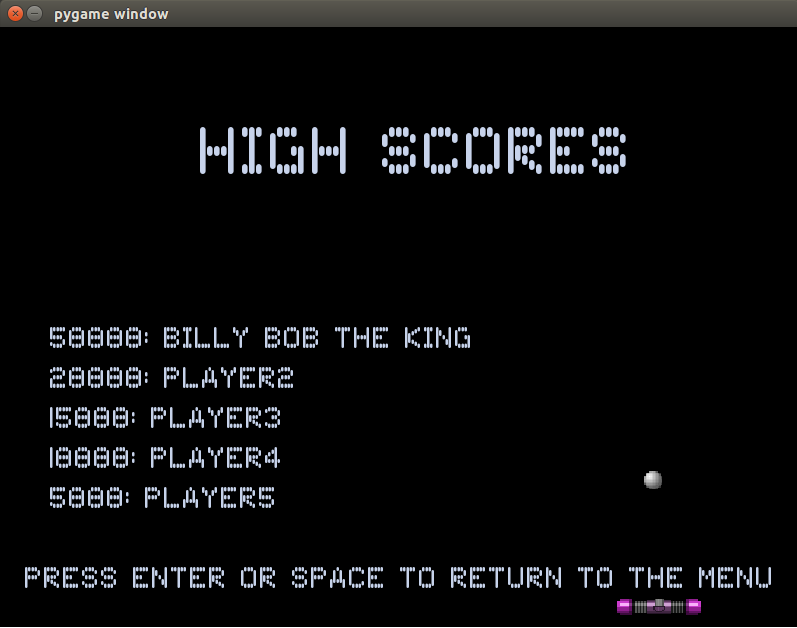 pygame window
HIGH SCORES
50000: BILLY BOB THE KING
20000: PLAYER2
15000: PLAYER3
10000: PLAYER4
5000: PLAYER5
PRESS ENTER OR SPACE TO RETURN TO THE MENU